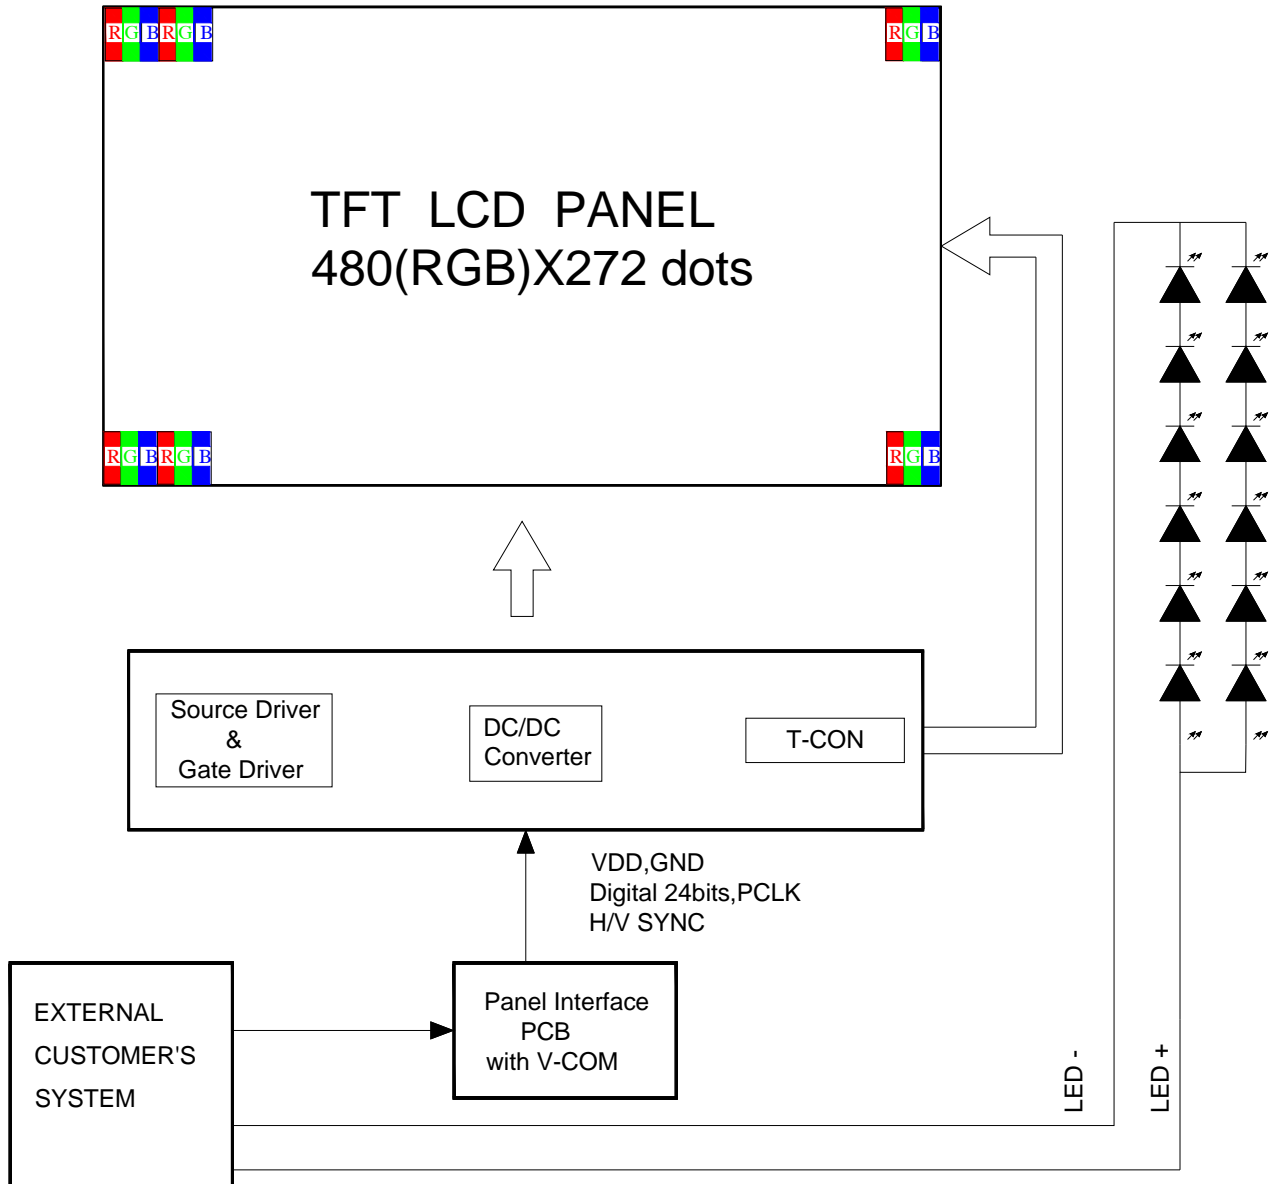 RGBRGB RGB
TFT LCD PANEL
480(RGB)X272 dots
RGBRGB RGB
Source Driver
&
Gate Driver
DC/DC
Converter
T-CON
VDD,GND
Digital 24bits,PCLK
H/V SYNC
EXTERNAL
CUSTOMER'S
SYSTEM
Panel Interface
PCB
with V-COM
LED -
LED +